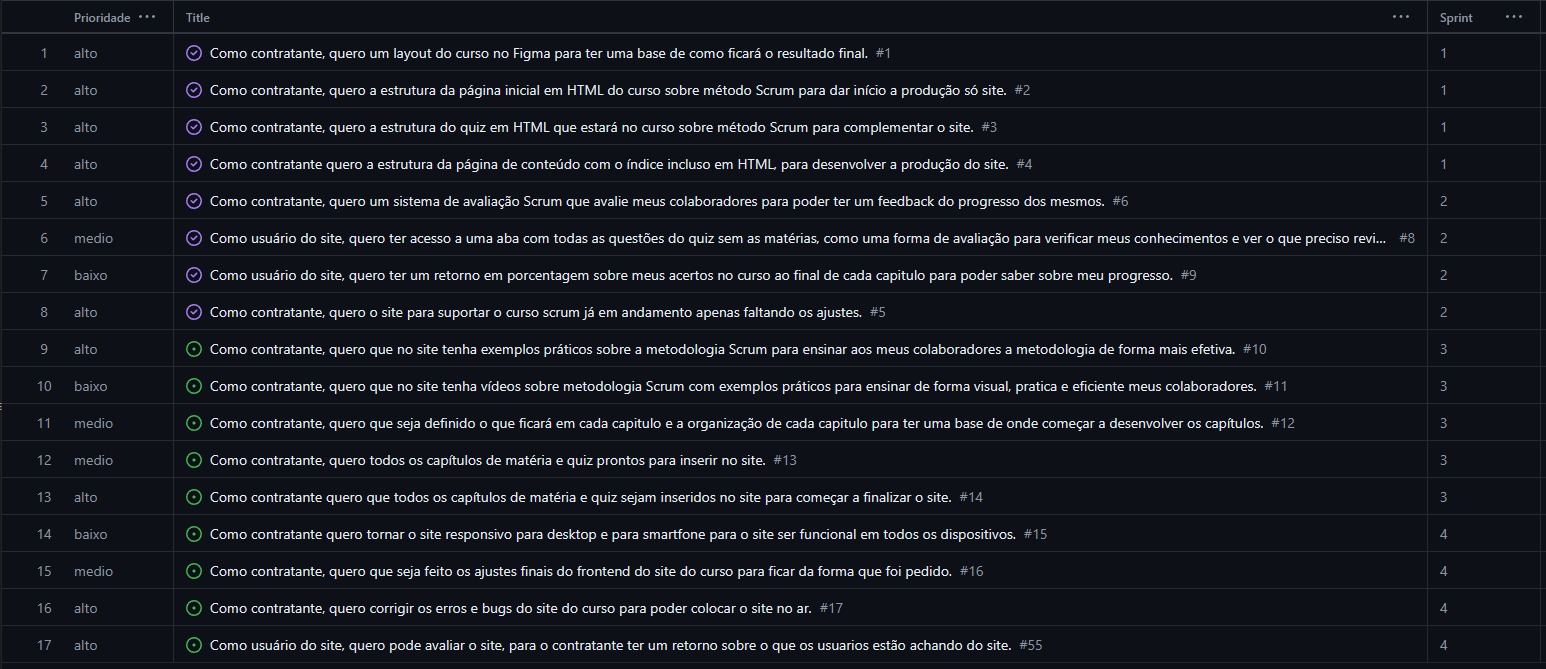 Prioridade ··· Title ··· Sprint ···
1 alto Como contratante, quero um layout do curso no Figma para ter uma base de como ficará o resultado final. #1 1
2 alto Como contratante, quero a estrutura da página inicial em HTML do curso sobre método Scrum para dar início a produção só site. #2 1
3 alto Como contratante, quero a estrutura do quiz em HTML que estará no curso sobre método Scrum para complementar o site. #3 1
4 alto Como contratante quero a estrutura da página de conteúdo com o índice incluso em HTML, para desenvolver a produção do site. #4 1
5 alto Como contratante, quero um sistema de avaliação Scrum que avalie meus colaboradores para poder ter um feedback do progresso dos mesmos. #6 2
6 medio Como usuário do site, quero ter acesso a uma aba com todas as questões do quiz sem as matérias, como uma forma de avaliação para verificar meus conhecimentos e ver o que preciso revi... #8 2
7 baixo Como usuário do site, quero ter um retorno em porcentagem sobre meus acertos no curso ao final de cada capitulo para poder saber sobre meu progresso. #9 2
8 alto Como contratante, quero o site para suportar o curso scrum já em andamento apenas faltando os ajustes. #5 2
9 alto Como contratante, quero que no site tenha exemplos práticos sobre a metodologia Scrum para ensinar aos meus colaboradores a metodologia de forma mais efetiva. #10 3
10 baixo Como contratante, quero que no site tenha vídeos sobre metodologia Scrum com exemplos práticos para ensinar de forma visual, pratica e eficiente meus colaboradores. #11 3
11 medio Como contratante, quero que seja definido o que ficará em cada capitulo e a organização de cada capitulo para ter uma base de onde começar a desenvolver os capítulos. #12 3
12 medio Como contratante, quero todos os capítulos de matéria e quiz prontos para inserir no site. #13 3
13 alto Como contratante quero que todos os capítulos de matéria e quiz sejam inseridos no site para começar a finalizar o site. #14 3
14 baixo Como contratante quero tornar o site responsivo para desktop e para smartfone para o site ser funcional em todos os dispositivos. #15 4
15 medio Como contratante, quero que seja feito os ajustes finais do frontend do site do curso para ficar da forma que foi pedido. #16 4
16 alto Como contratante, quero corrigir os erros e bugs do site do curso para poder colocar o site no ar. #17 4
17 alto Como usuário do site, quero pode avaliar o site, para o contratante ter um retorno sobre o que os usuarios estão achando do site. #55 4